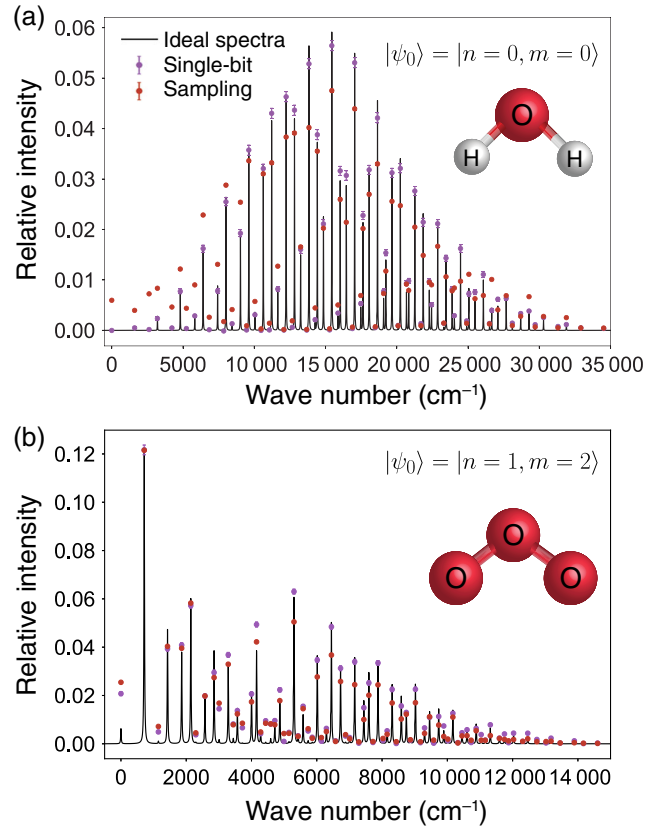 (a)
Ideal spectra
Single-bit
Sampling
|ψ₀⟩ = |n = 0, m = 0⟩
O
H H
Relative intensity
0.06
0.05
0.04
0.03
0.02
0.01
0.00
0 5000 10 000 15 000 20 000 25 000 30 000 35 000
Wave number (cm⁻¹)
(b)
|ψ₀⟩ = |n = 1, m = 2⟩
O
O O
Relative intensity
0.12
0.10
0.08
0.06
0.04
0.02
0.00
0 2000 4000 6000 8000 10 000 12 000 14 000
Wave number (cm⁻¹)